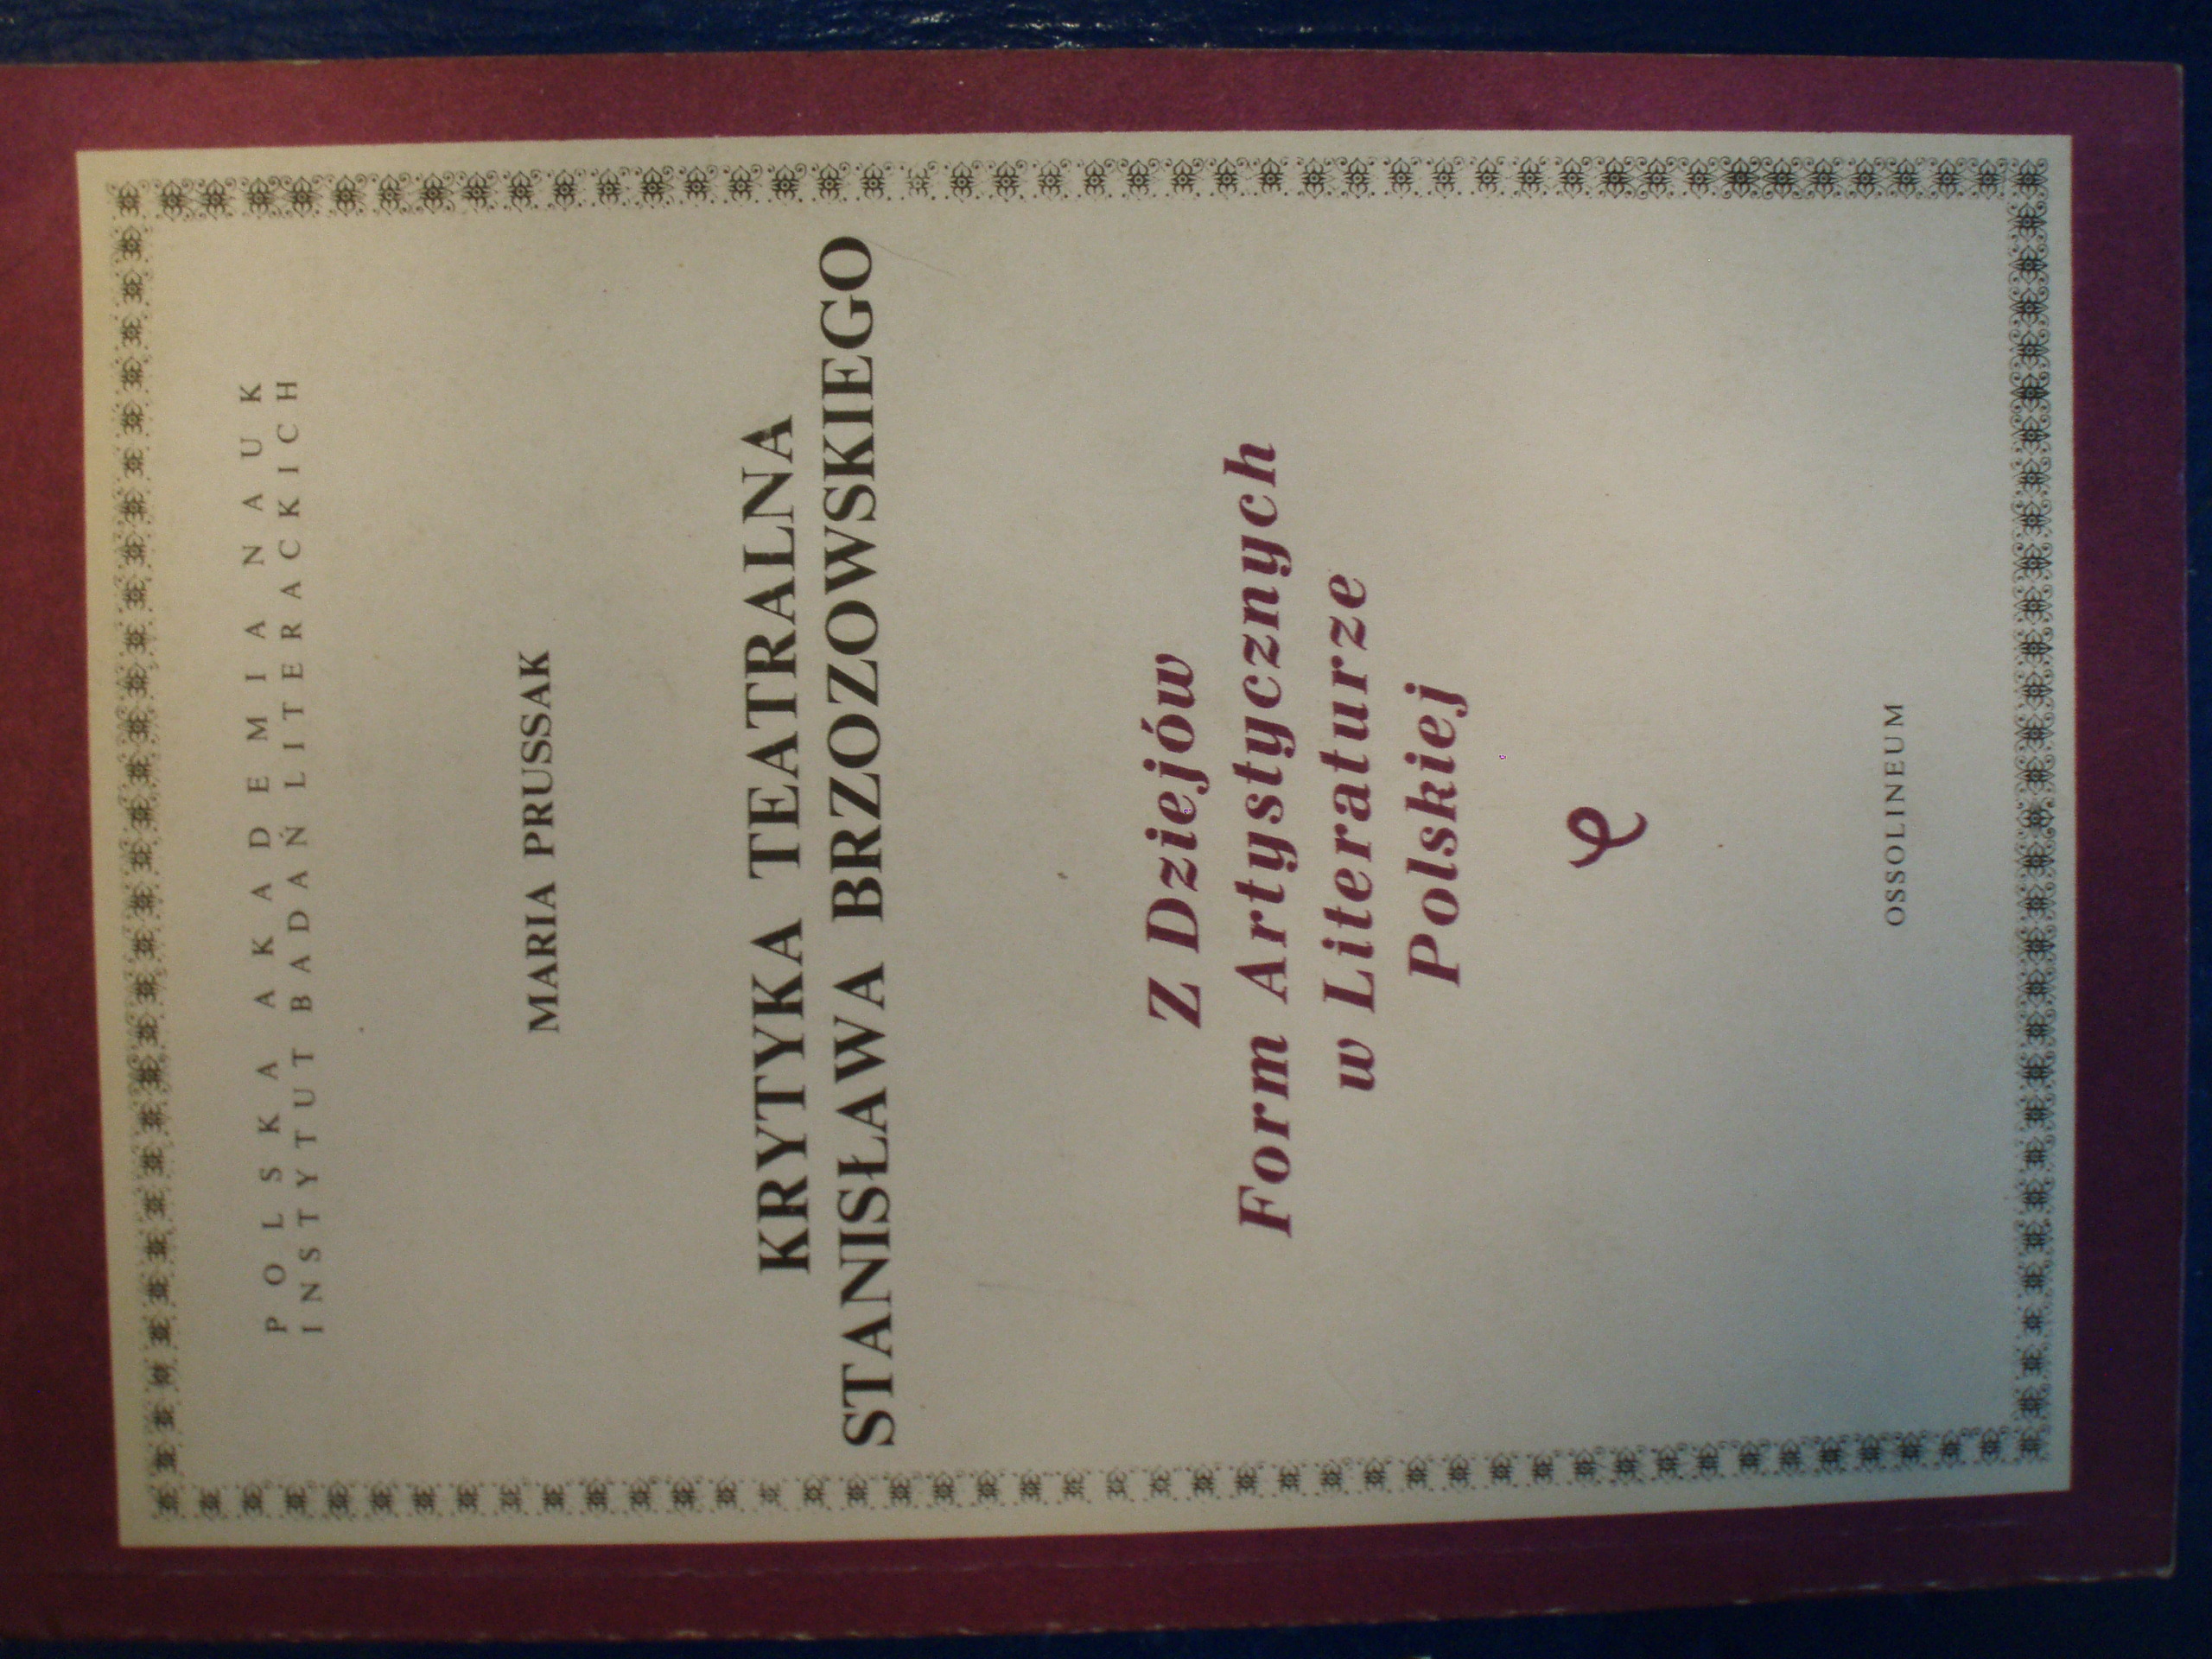 POLSKA AKADEMIA NAUK
INSTYTUT BADAŃ LITERACKICH
MARIA PRUSSAK
KRYTYKA TEATRALNA
STANISŁAWA BRZOZOWSKIEGO
Z Dziejów
Form Artystycznych
w Literaturze
Polskiej
OSSOLINEUM